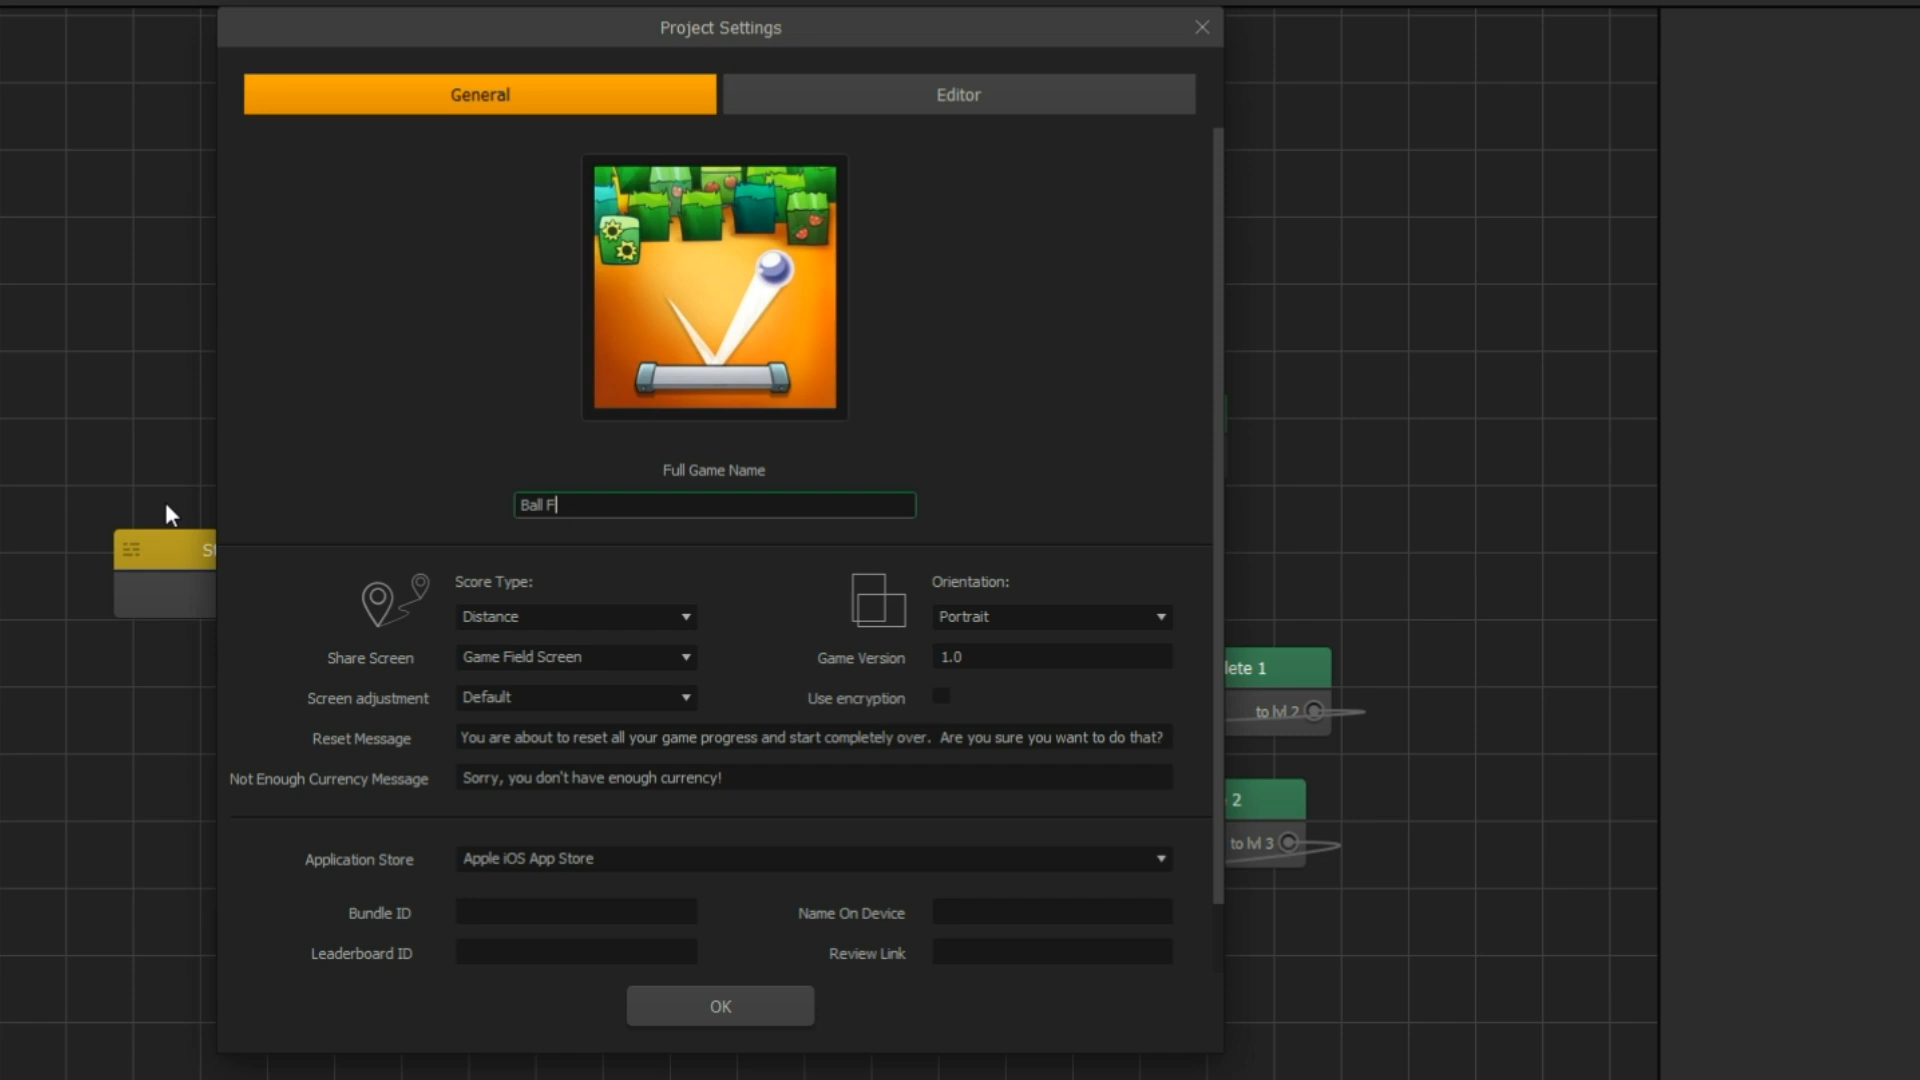 Project Settings
General
Editor
Full Game Name
Ball F
Score Type:
Orientation:
Distance
Portrait
Share Screen
Game Field Screen
Game Version
1.0
Screen adjustment
Default
Use encryption
Reset Message
You are about to reset all your game progress and start completely over.  Are you sure you want to do that?
Not Enough Currency Message
Sorry, you don't have enough currency!
Application Store
Apple iOS App Store
Bundle ID
Name On Device
Leaderboard ID
Review Link
OK
St
lete 1
to lvl 2
2
to lvl 3